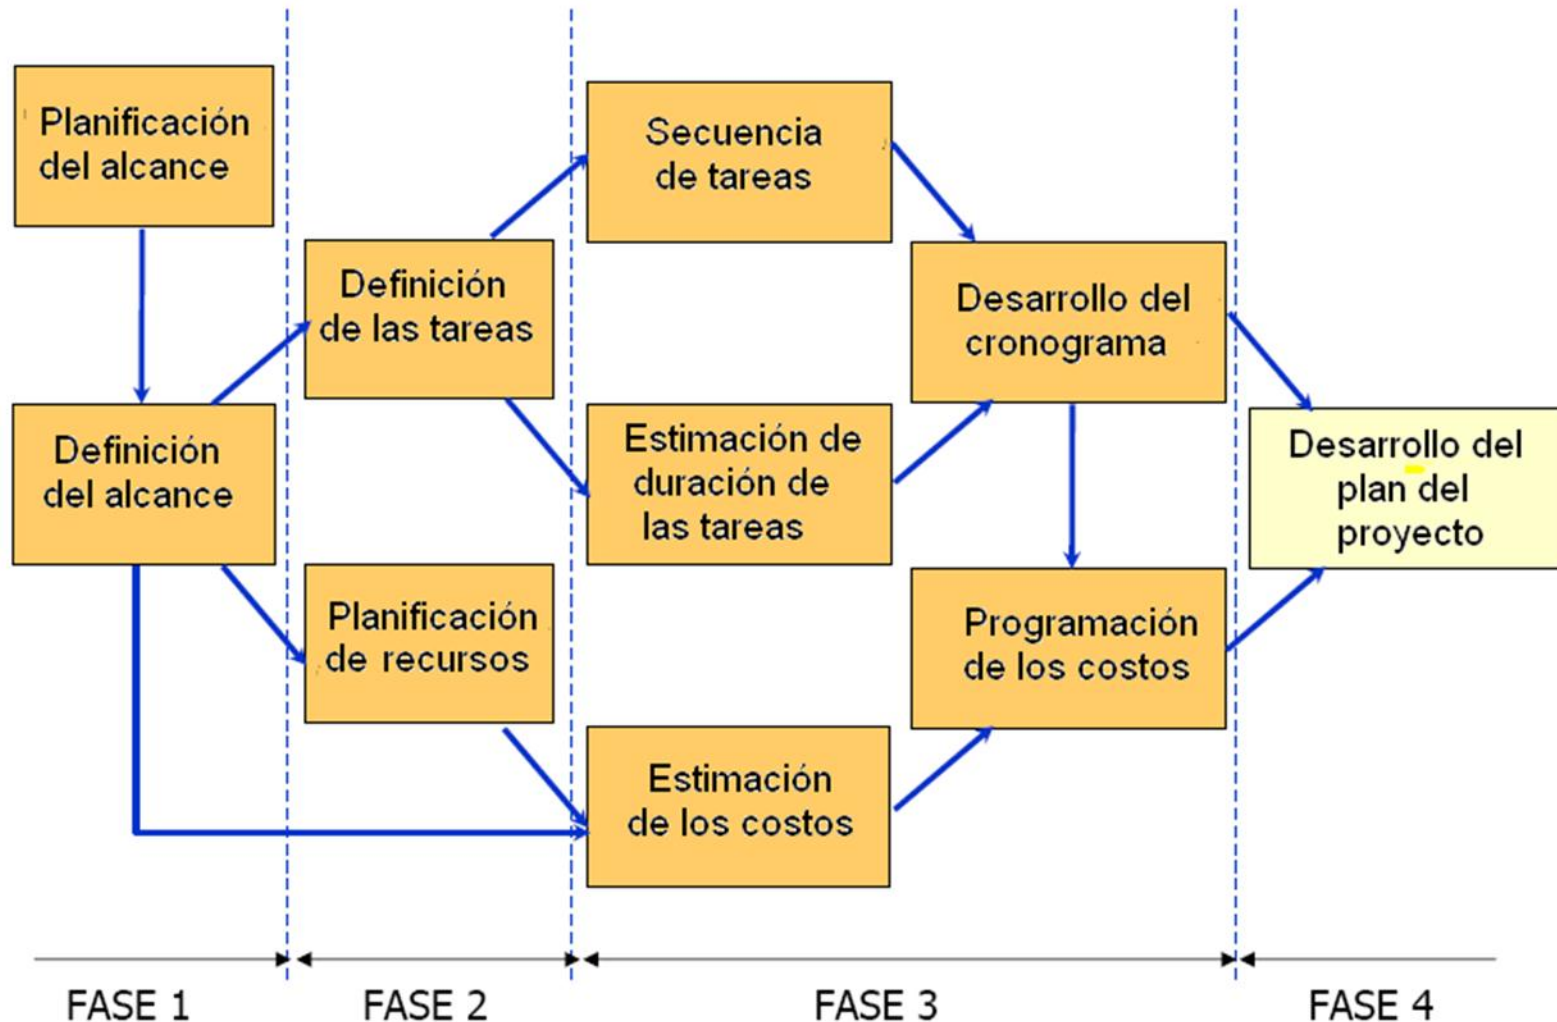 Planificación
del alcance
Definición
del alcance
Definición
de las tareas
Planificación
de recursos
Secuencia
de tareas
Estimación de
duración de
las tareas
Estimación
de los costos
Desarrollo del
cronograma
Programación
de los costos
Desarrollo del
plan del
proyecto
FASE 1
FASE 2
FASE 3
FASE 4